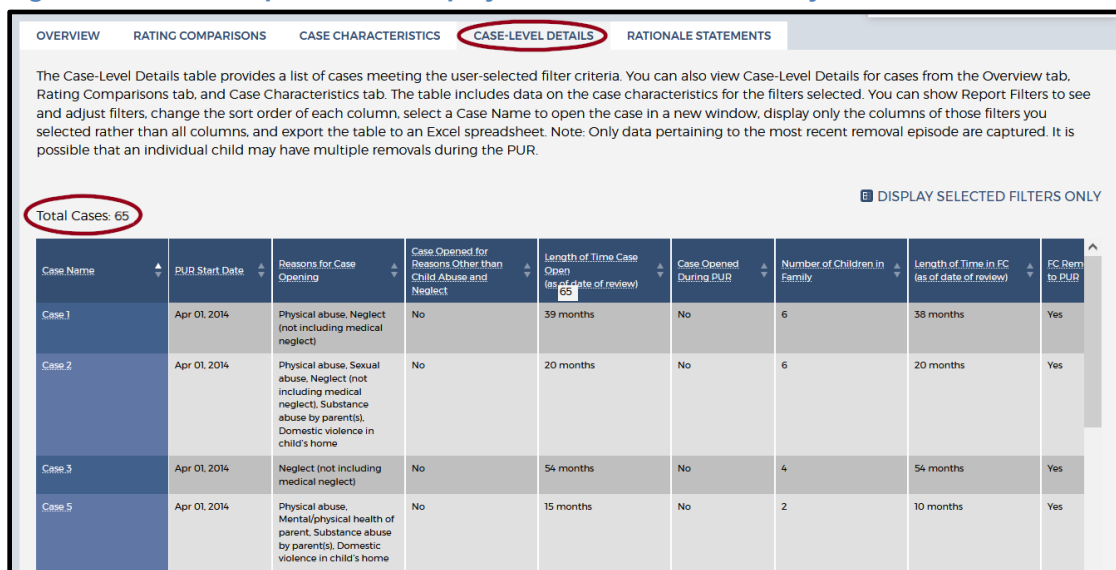 OVERVIEW RATING COMPARISONS CASE CHARACTERISTICS CASE-LEVEL DETAILS RATIONALE STATEMENTS
The Case-Level Details table provides a list of cases meeting the user-selected filter criteria. You can also view Case-Level Details for cases from the Overview tab,
Rating Comparisons tab, and Case Characteristics tab. The table includes data on the case characteristics for the filters selected. You can show Report Filters to see
and adjust filters, change the sort order of each column, select a Case Name to open the case in a new window, display only the columns of those filters you
selected rather than all columns, and export the table to an Excel spreadsheet. Note: Only data pertaining to the most recent removal episode are captured. It is
possible that an individual child may have multiple removals during the PUR.
DISPLAY SELECTED FILTERS ONLY
Total Cases: 65
Case Name
PUR Start Date
Reasons for Case
Opening
Case Opened for
Reasons Other than
Child Abuse and
Neglect
Length of Time Case
Open
(as of date of review)
65
Case Opened
During PUR
Number of Children in
Family
Length of Time in FC
(as of date of review)
FC Rem
to PUR
Case 1
Apr 01, 2014
Physical abuse, Neglect
(not including medical
neglect)
No
39 months
No
6
38 months
Yes
Case 2
Apr 01, 2014
Physical abuse, Sexual
abuse, Neglect (not
including medical
neglect), Substance
abuse by parent(s),
Domestic violence in
child's home
No
20 months
No
6
20 months
Yes
Case 3
Apr 01, 2014
Neglect (not including
medical neglect)
No
54 months
No
4
54 months
Yes
Case 5
Apr 01, 2014
Physical abuse,
Mental/physical health of
parent, Substance abuse
by parent(s), Domestic
violence in child's home
No
15 months
No
2
10 months
Yes